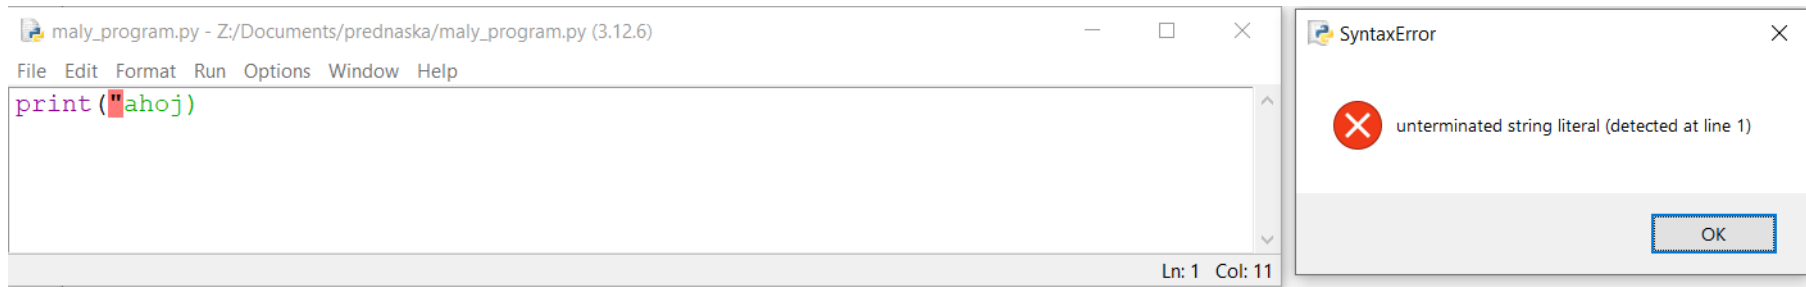 maly_program.py - Z:/Documents/prednaska/maly_program.py (3.12.6)
File Edit Format Run Options Window Help
print("ahoj)
Ln: 1 Col: 11
SyntaxError
unterminated string literal (detected at line 1)
OK